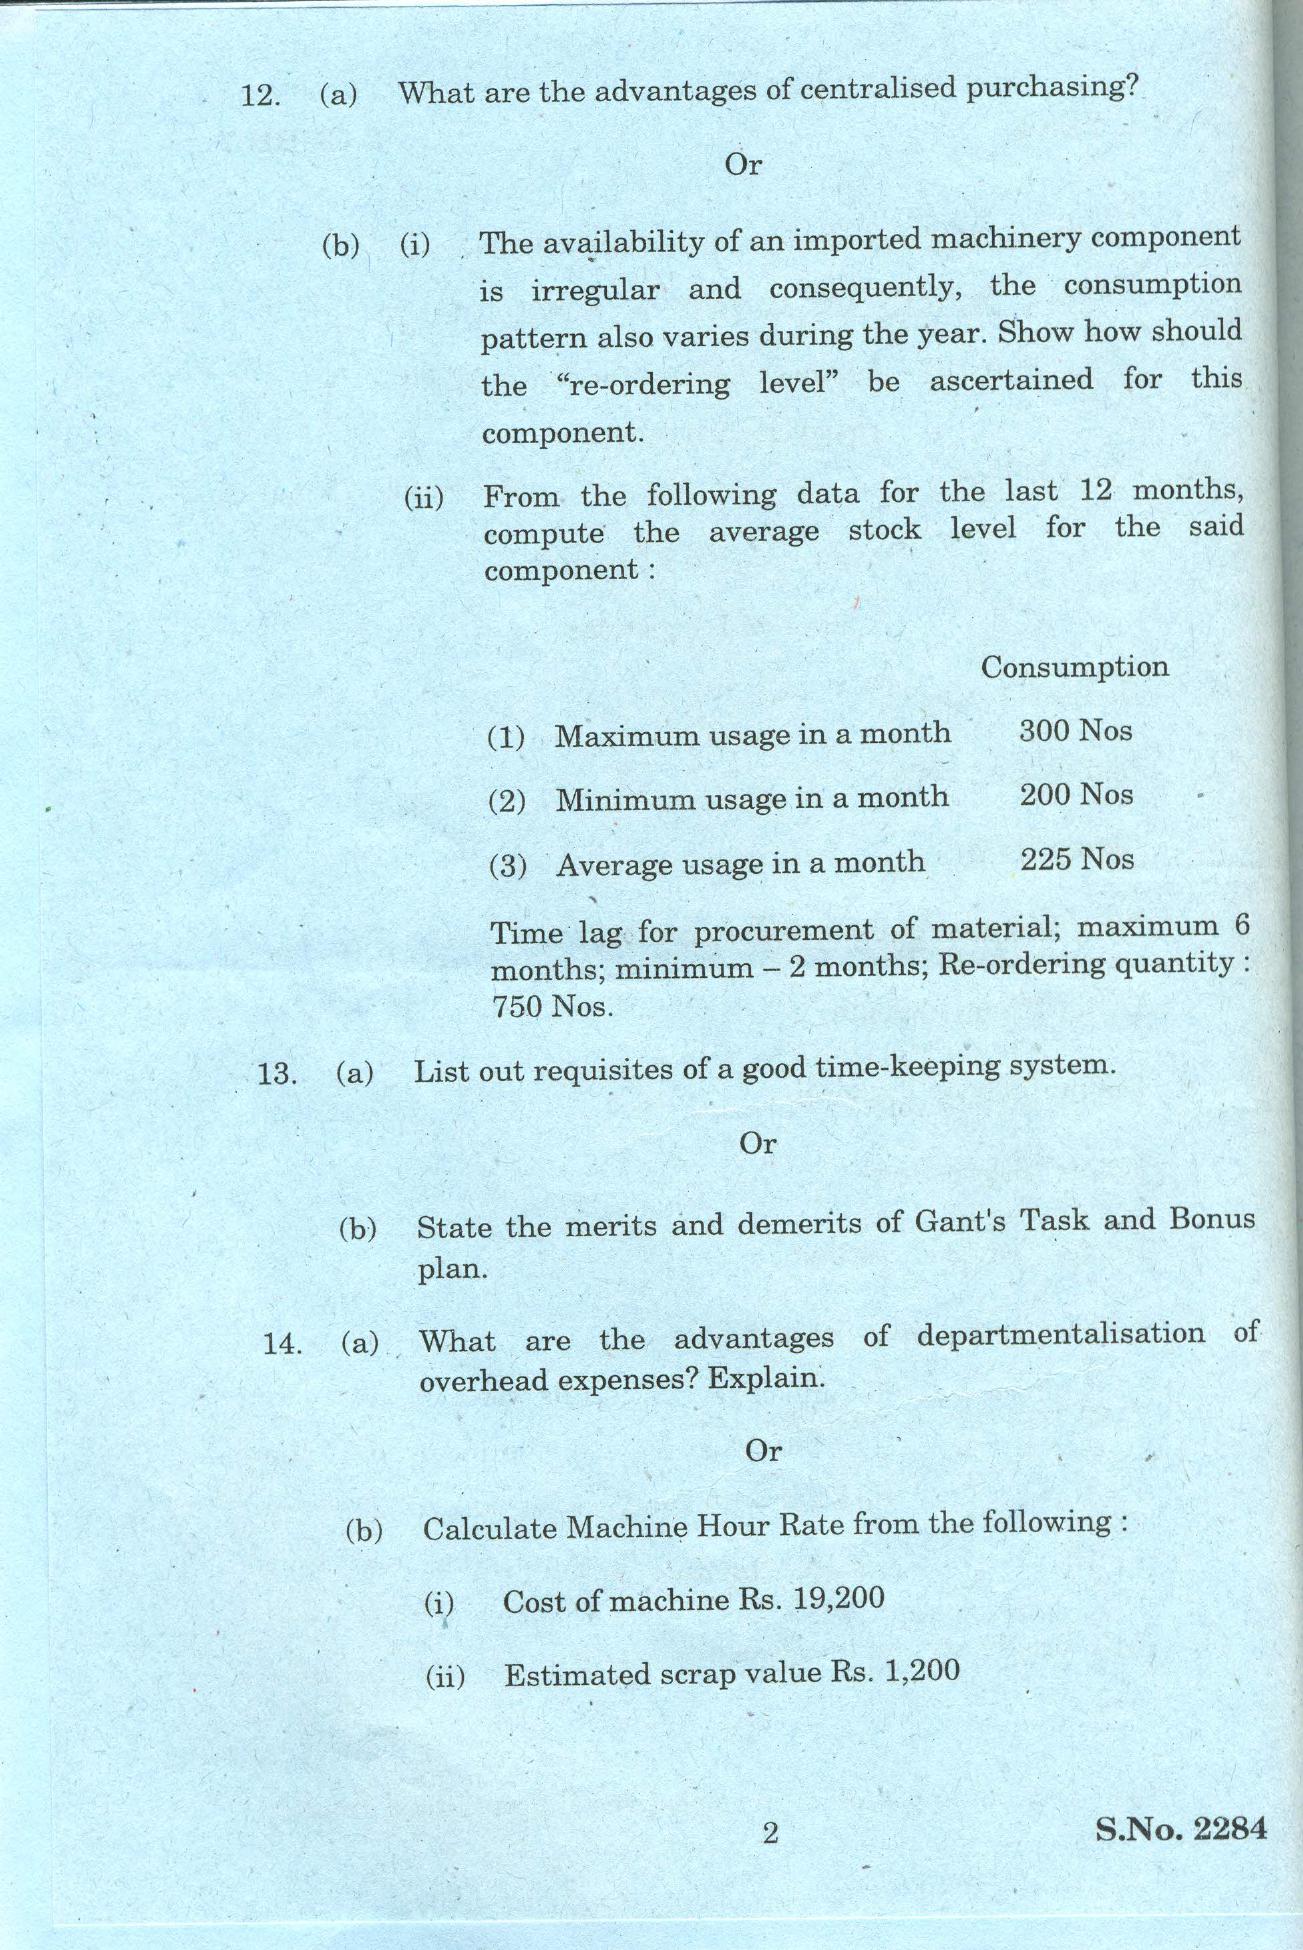 12. (a) What are the advantages of centralised purchasing?
Or
(b) (i) The availability of an imported machinery component
is irregular and consequently, the consumption
pattern also varies during the year. Show how should
the “re-ordering level” be ascertained for this
component.
(ii) From the following data for the last 12 months,
compute the average stock level for the said
component :
Consumption
(1) Maximum usage in a month 300 Nos
(2) Minimum usage in a month 200 Nos
(3) Average usage in a month 225 Nos
Time lag for procurement of material; maximum 6
months; minimum – 2 months; Re-ordering quantity :
750 Nos.
13. (a) List out requisites of a good time-keeping system.
Or
(b) State the merits and demerits of Gant's Task and Bonus
plan.
14. (a) What are the advantages of departmentalisation of
overhead expenses? Explain.
Or
(b) Calculate Machine Hour Rate from the following :
(i) Cost of machine Rs. 19,200
(ii) Estimated scrap value Rs. 1,200
2 S.No. 2284